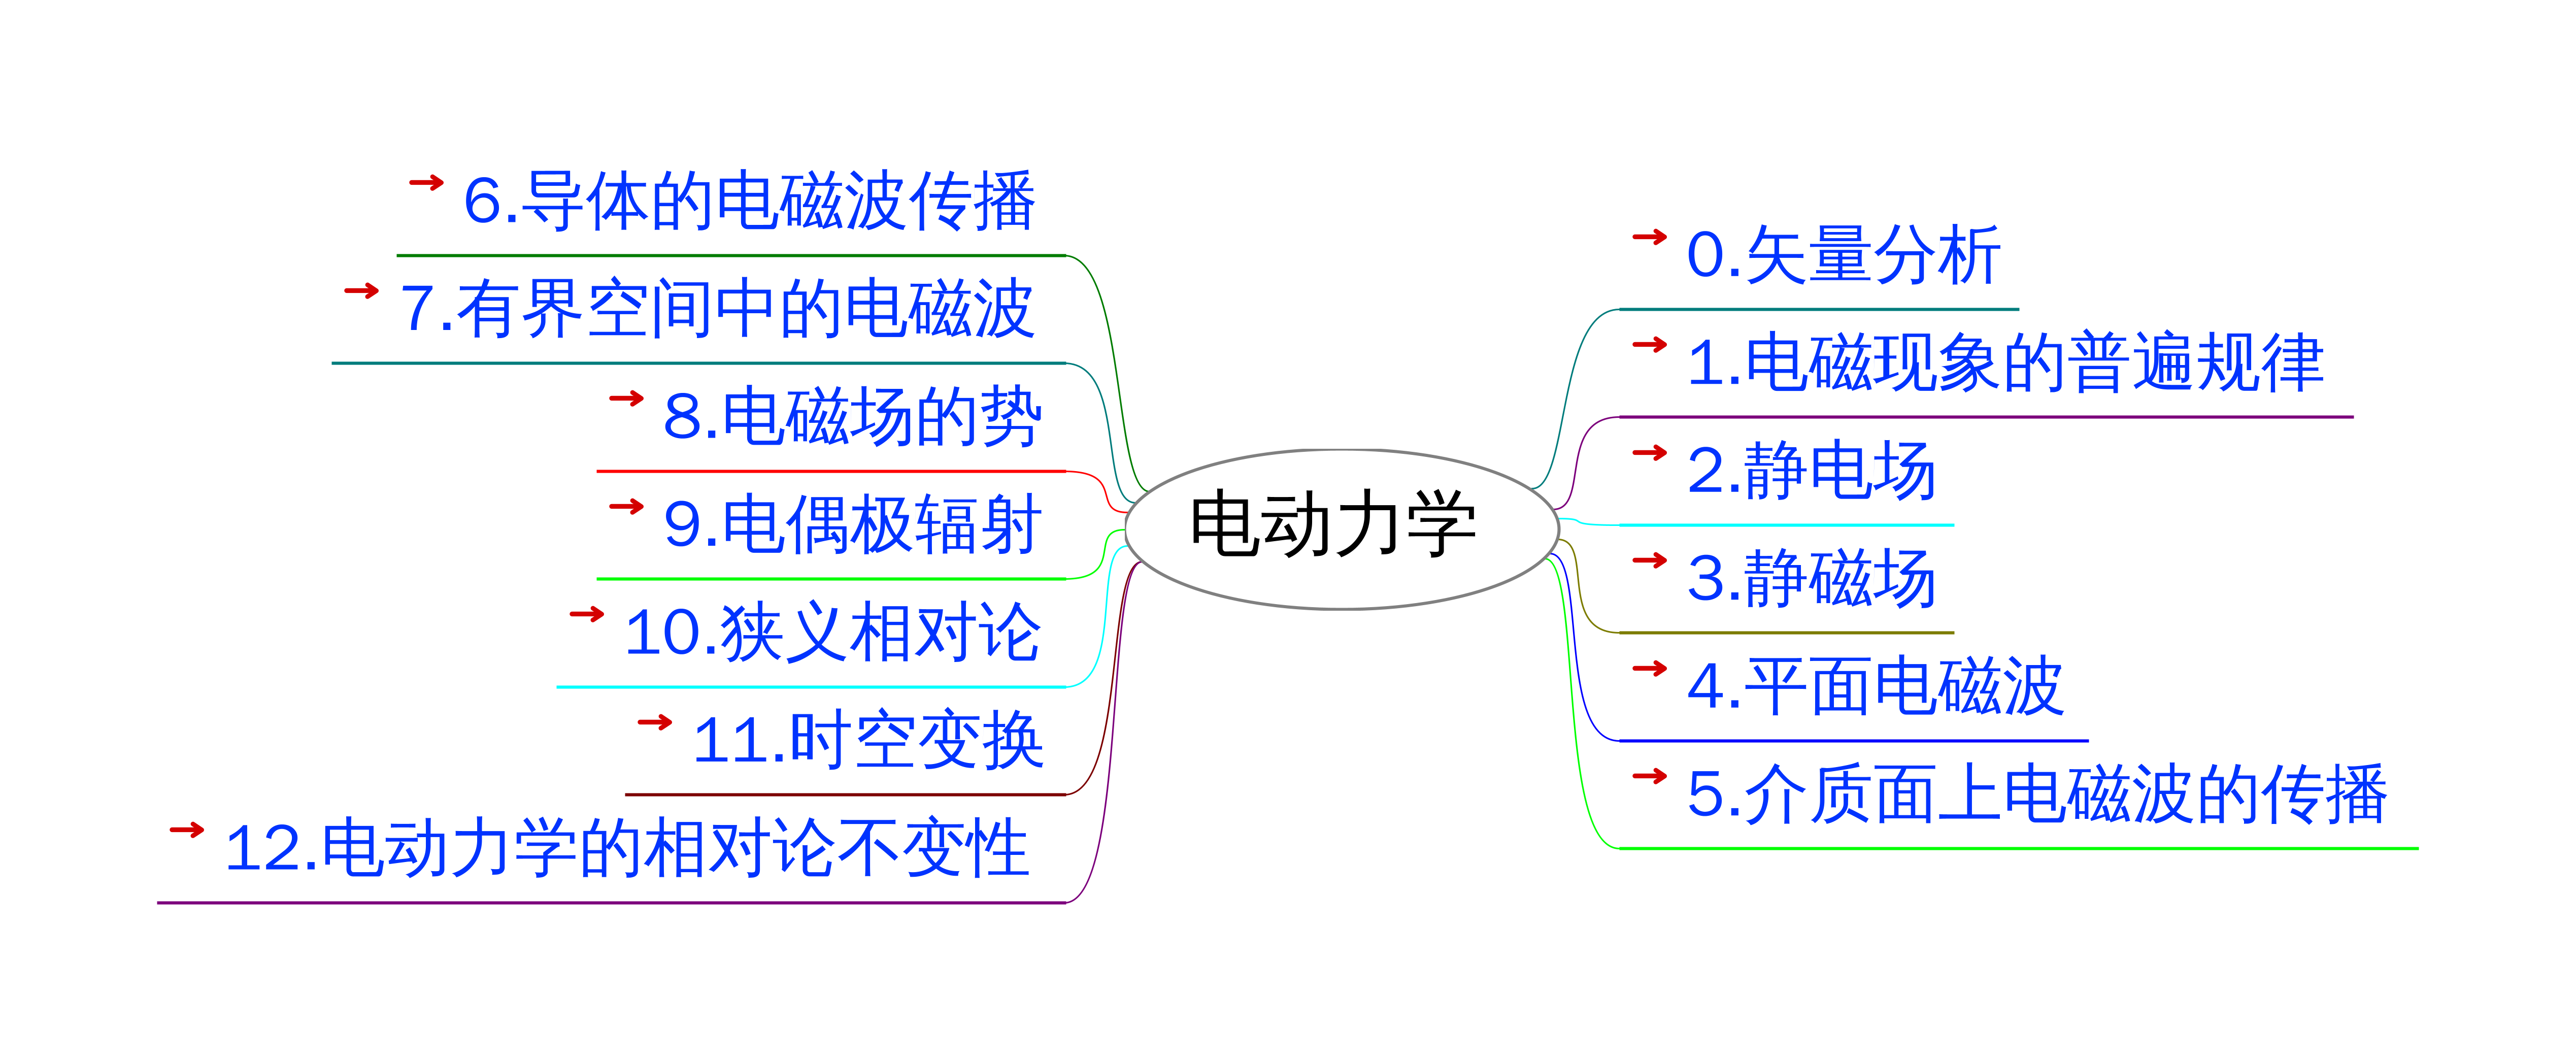 电动力学
0.矢量分析
1.电磁现象的普遍规律
2.静电场
3.静磁场
4.平面电磁波
5.介质面上电磁波的传播
6.导体的电磁波传播
7.有界空间中的电磁波
8.电磁场的势
9.电偶极辐射
10.狭义相对论
11.时空变换
12.电动力学的相对论不变性